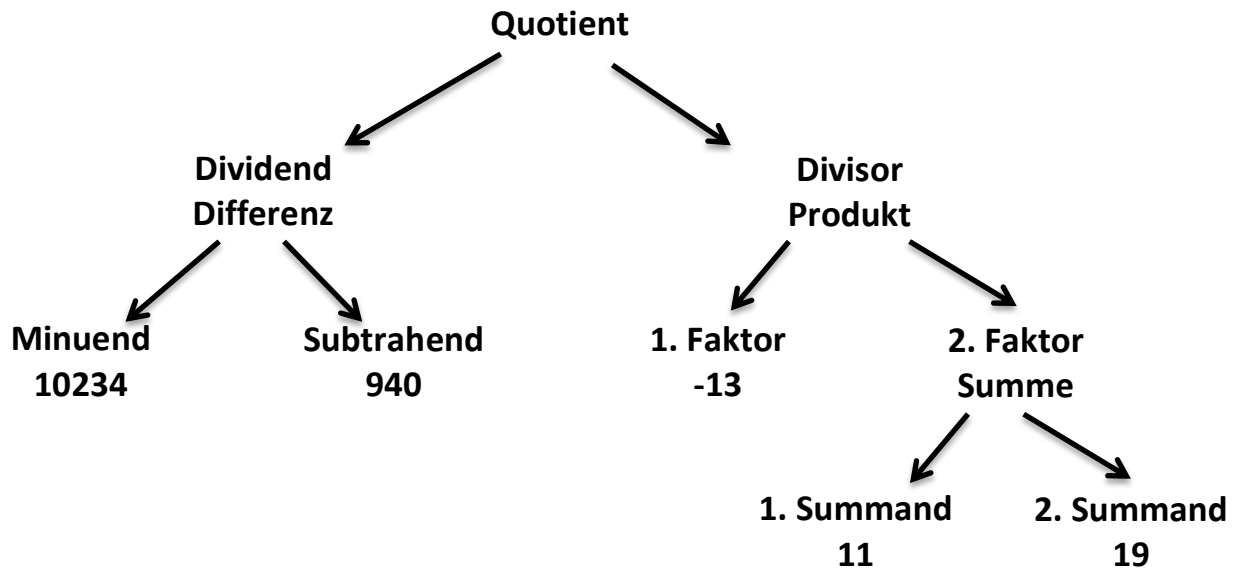 Quotient
Dividend
Differenz
Divisor
Produkt
Minuend
10234
Subtrahend
940
1. Faktor
-13
2. Faktor
Summe
1. Summand
11
2. Summand
19